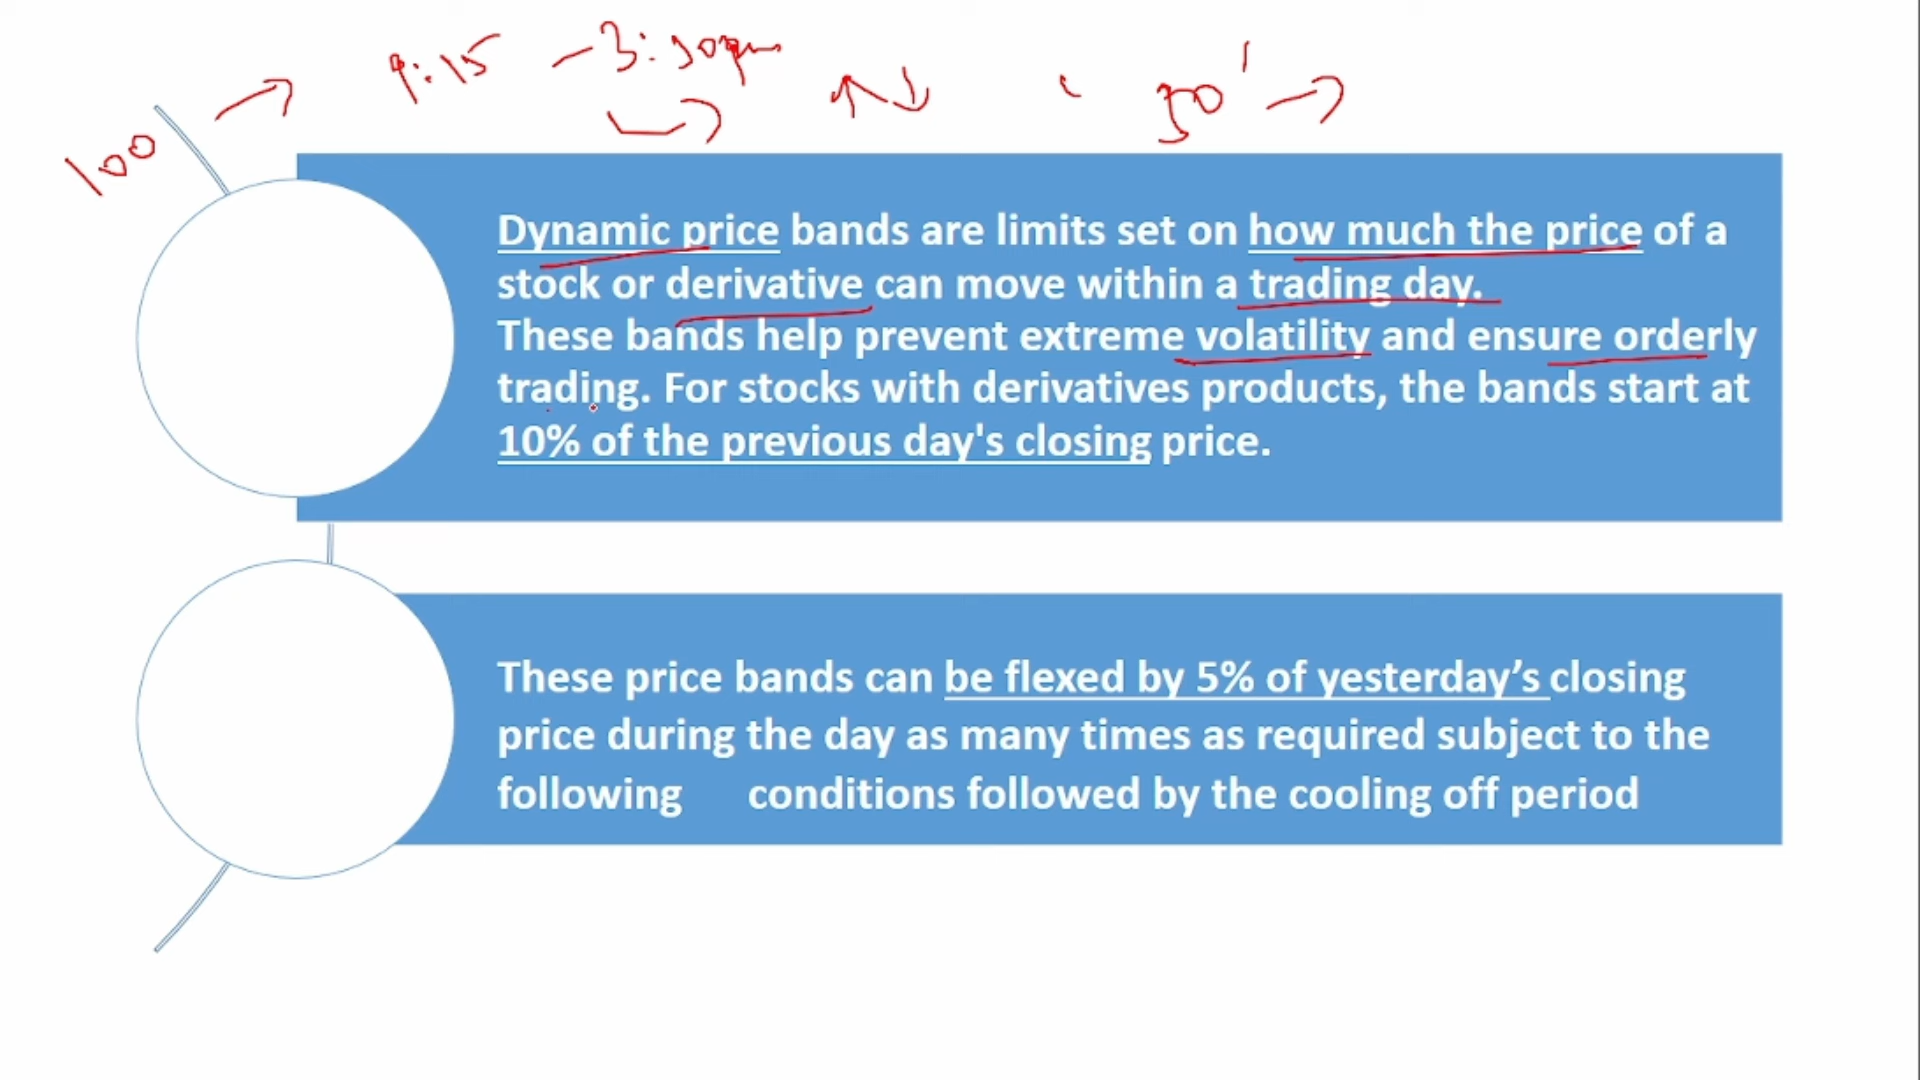 100 → 9:15 – 3:30pm
Dynamic price bands are limits set on how much the price of a
stock or derivative can move within a trading day.
These bands help prevent extreme volatility and ensure orderly
trading. For stocks with derivatives products, the bands start at
10% of the previous day's closing price.
These price bands can be flexed by 5% of yesterday’s closing
price during the day as many times as required subject to the
following conditions followed by the cooling off period